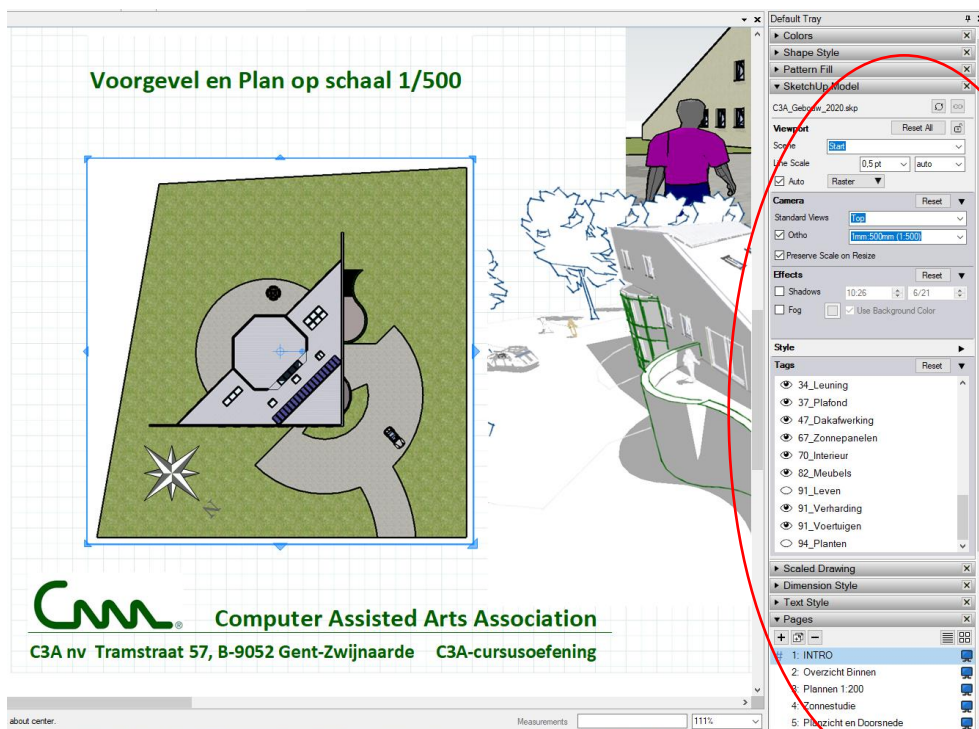 Default Tray
Colors
Shape Style
Pattern Fill
SketchUp Model
C3A_Gebouw_2020.skp
Viewport Reset All
Scene Start
Line Scale 0,5 pt auto
Auto Raster
Camera Reset
Standard Views Top
Ortho 1mm:500mm (1:500)
Preserve Scale on Resize
Effects Reset
Shadows 10:26 6/21
Fog Use Background Color
Style
Tags Reset
34_Leuning
37_Plafond
47_Dakafwerking
67_Zonnepanelen
70_Interieur
82_Meubels
91_Leven
91_Verharding
91_Voertuigen
94_Planten
Scaled Drawing
Dimension Style
Text Style
Pages
# 1: INTRO
2: Overzicht Binnen
3: Plannen 1:200
4: Zonnestudie
5: Planzicht en Doorsnede
Voorgevel en Plan op schaal 1/500
N
Cᴀᴀᴀ®
Computer Assisted Arts Association
C3A nv Tramstraat 57, B-9052 Gent-Zwijnaarde C3A-cursusoefening
about center.
Measurements
111%